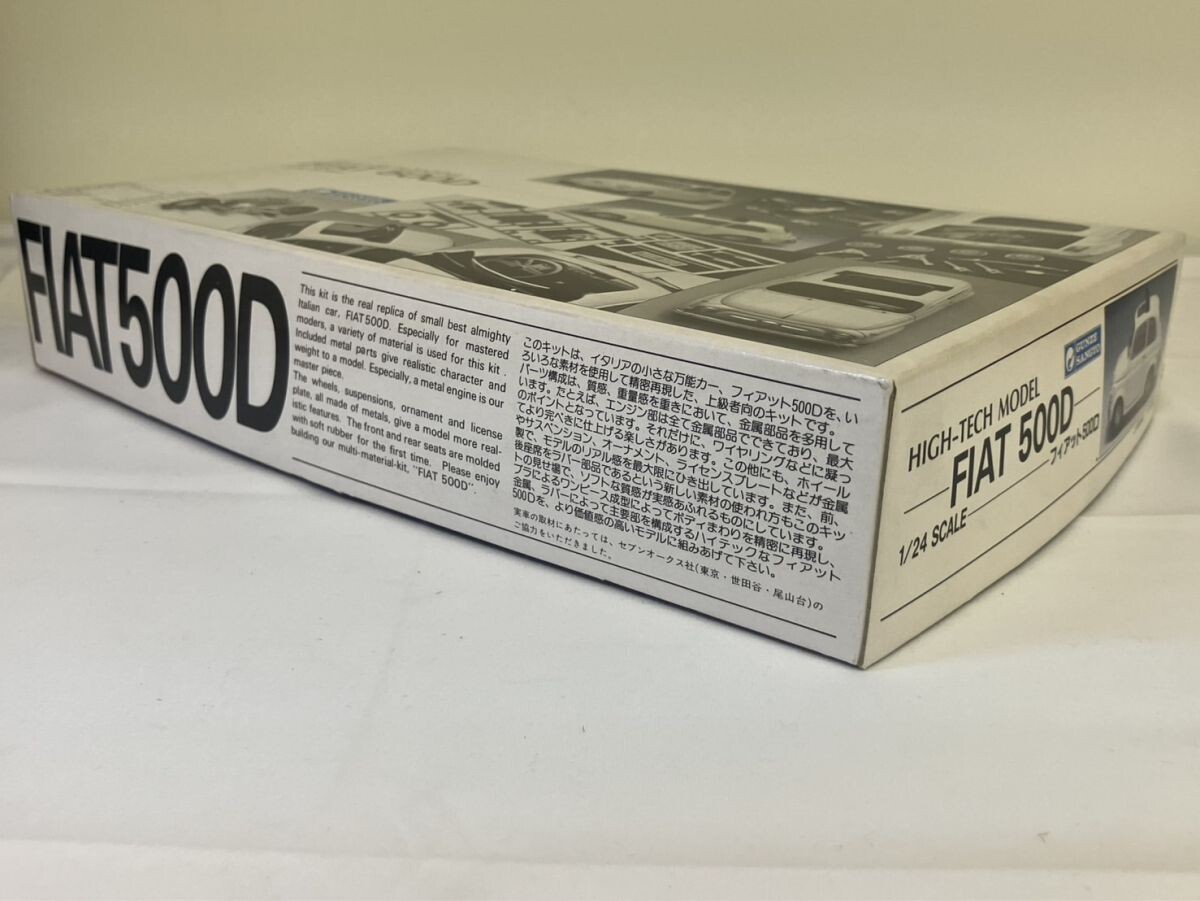 FIAT 500D
FIAT500D
This kit is the real replica of small best almighty
Italian car, FIAT 500D. Especially for mastered
moders, a variety of material is used for this kit.
Included metal parts give realistic character and
weight to a model. Especially, a metal engine is our
master piece.
The wheels, suspensions, ornament and license
plate, all made of metals, give a model more real-
istic features. The front and rear seats are molded
with soft rubber for the first time. Please enjoy
building our multi-material-kit, "FIAT 500D".
このキットは、イタリアの小さな万能カー、フィアット500Dを、い
ろいろな素材を使用して精密再現した、上級者向のキットです。
パーツ構成は、質感、重量感を重きにおいて、金属部品を多用して
います。たとえば、エンジン部は全て金属部品でできており、最大
のポイントとなっています。それだけに、ワイヤリングなどに凝っ
てより完ぺきに仕上げる楽しさがあります。この他にも、ホイール
やサスペンション、オーナメント、ライセンスプレートなどが金属
製で、モデルのリアル感を最大限にひき出しています。また、前、
後座席をラバー部品であるという新しい素材の使われ方もこのキッ
トの見せ場で、ソフトな質感が実感あふれるものにしています。
プラによるワンピース成型によってボディまわりを精密に再現し、
金属、ラバーによって主要部を構成するハイテックなフィアット
500Dを、より価値感の高いモデルに組みあげて下さい。
実車の取材にあたっては、セブンオークス社(東京・世田谷・尾山台)の
ご協力をいただきました。
HIGH-TECH MODEL
FIAT 500D
フィアット500D
1/24 SCALE
GUNZE
SANGYO